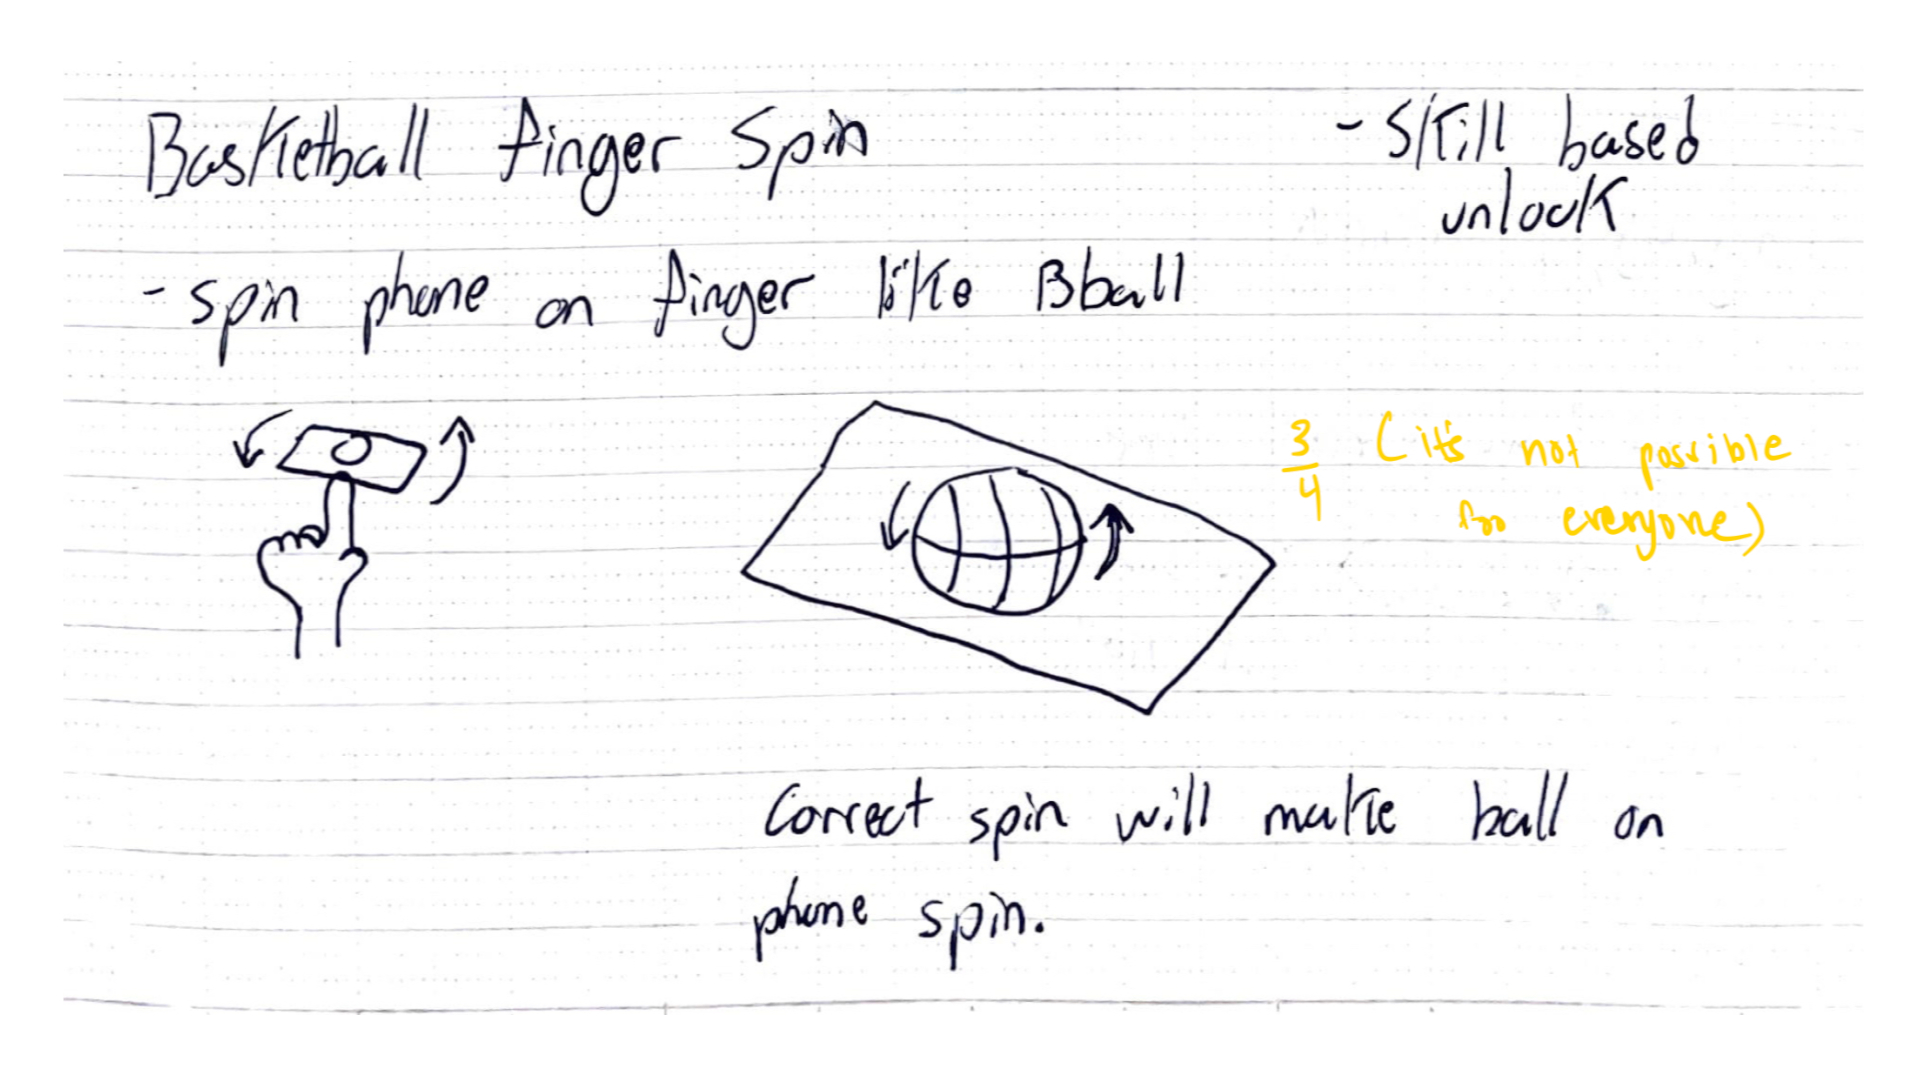 Basketball finger Spin
- Skill based
unlock
- spin phone on finger like Bball
3/4 (it's not possible
for everyone)
Correct spin will make ball on
phone spin.